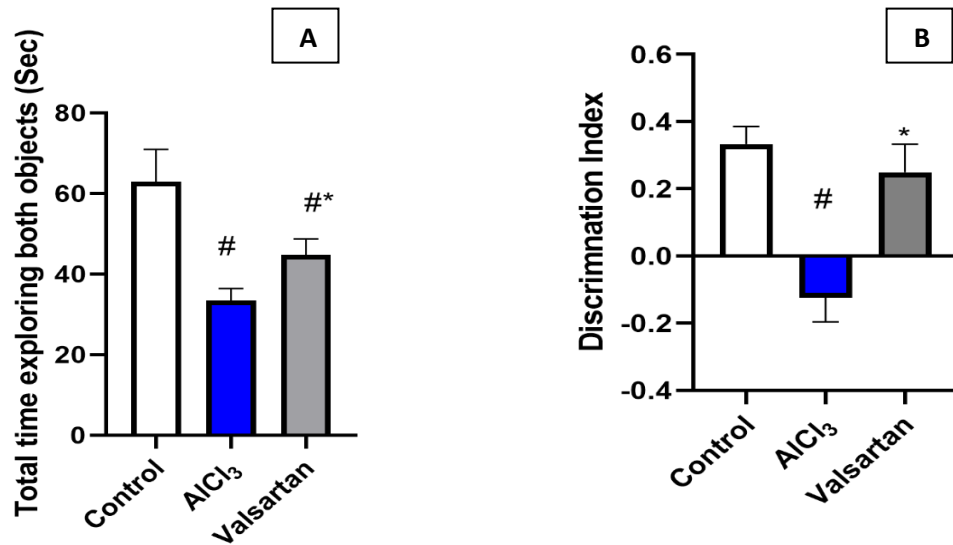 A
Total time exploring both objects (Sec)
80
60
40
20
0
#
#*
Control
AlCl₃
Valsartan
B
Discrimnation Index
0.6
0.4
0.2
0.0
-0.2
-0.4
#
*
Control
AlCl₃
Valsartan